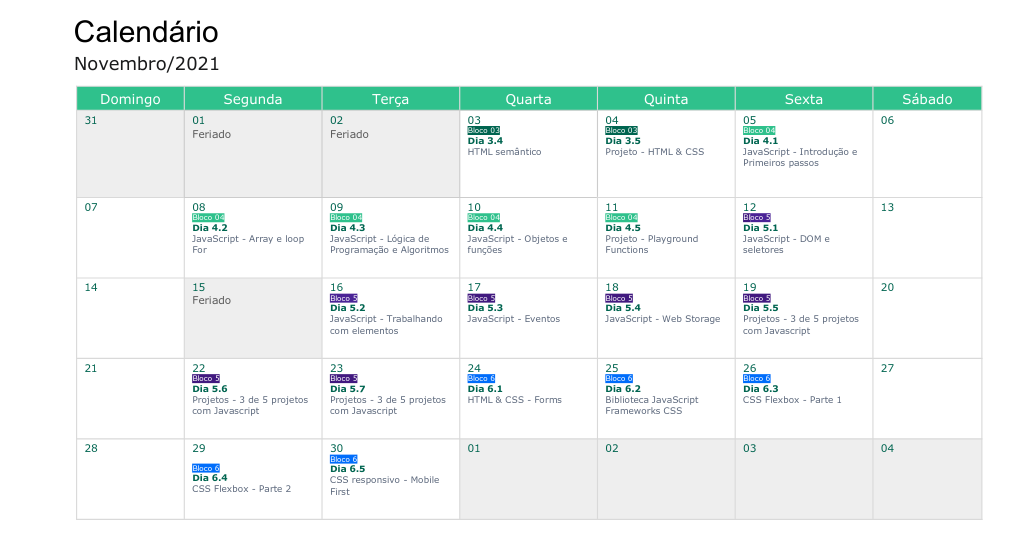 Calendário
Novembro/2021
Domingo
Segunda
Terça
Quarta
Quinta
Sexta
Sábado
31
01
Feriado
02
Feriado
03
Bloco 03
Dia 3.4
HTML semântico
04
Bloco 03
Dia 3.5
Projeto - HTML & CSS
05
Bloco 04
Dia 4.1
JavaScript - Introdução e
Primeiros passos
06
07
08
Bloco 04
Dia 4.2
JavaScript - Array e loop
For
09
Bloco 04
Dia 4.3
JavaScript - Lógica de
Programação e Algoritmos
10
Bloco 04
Dia 4.4
JavaScript - Objetos e
funções
11
Bloco 04
Dia 4.5
Projeto - Playground
Functions
12
Bloco 5
Dia 5.1
JavaScript - DOM e
seletores
13
14
15
Feriado
16
Bloco 5
Dia 5.2
JavaScript - Trabalhando
com elementos
17
Bloco 5
Dia 5.3
JavaScript - Eventos
18
Bloco 5
Dia 5.4
JavaScript - Web Storage
19
Bloco 5
Dia 5.5
Projetos - 3 de 5 projetos
com Javascript
20
21
22
Bloco 5
Dia 5.6
Projetos - 3 de 5 projetos
com Javascript
23
Bloco 5
Dia 5.7
Projetos - 3 de 5 projetos
com Javascript
24
Bloco 6
Dia 6.1
HTML & CSS - Forms
25
Bloco 6
Dia 6.2
Biblioteca JavaScript
Frameworks CSS
26
Bloco 6
Dia 6.3
CSS Flexbox - Parte 1
27
28
29
Bloco 6
Dia 6.4
CSS Flexbox - Parte 2
30
Bloco 6
Dia 6.5
CSS responsivo - Mobile
First
01
02
03
04